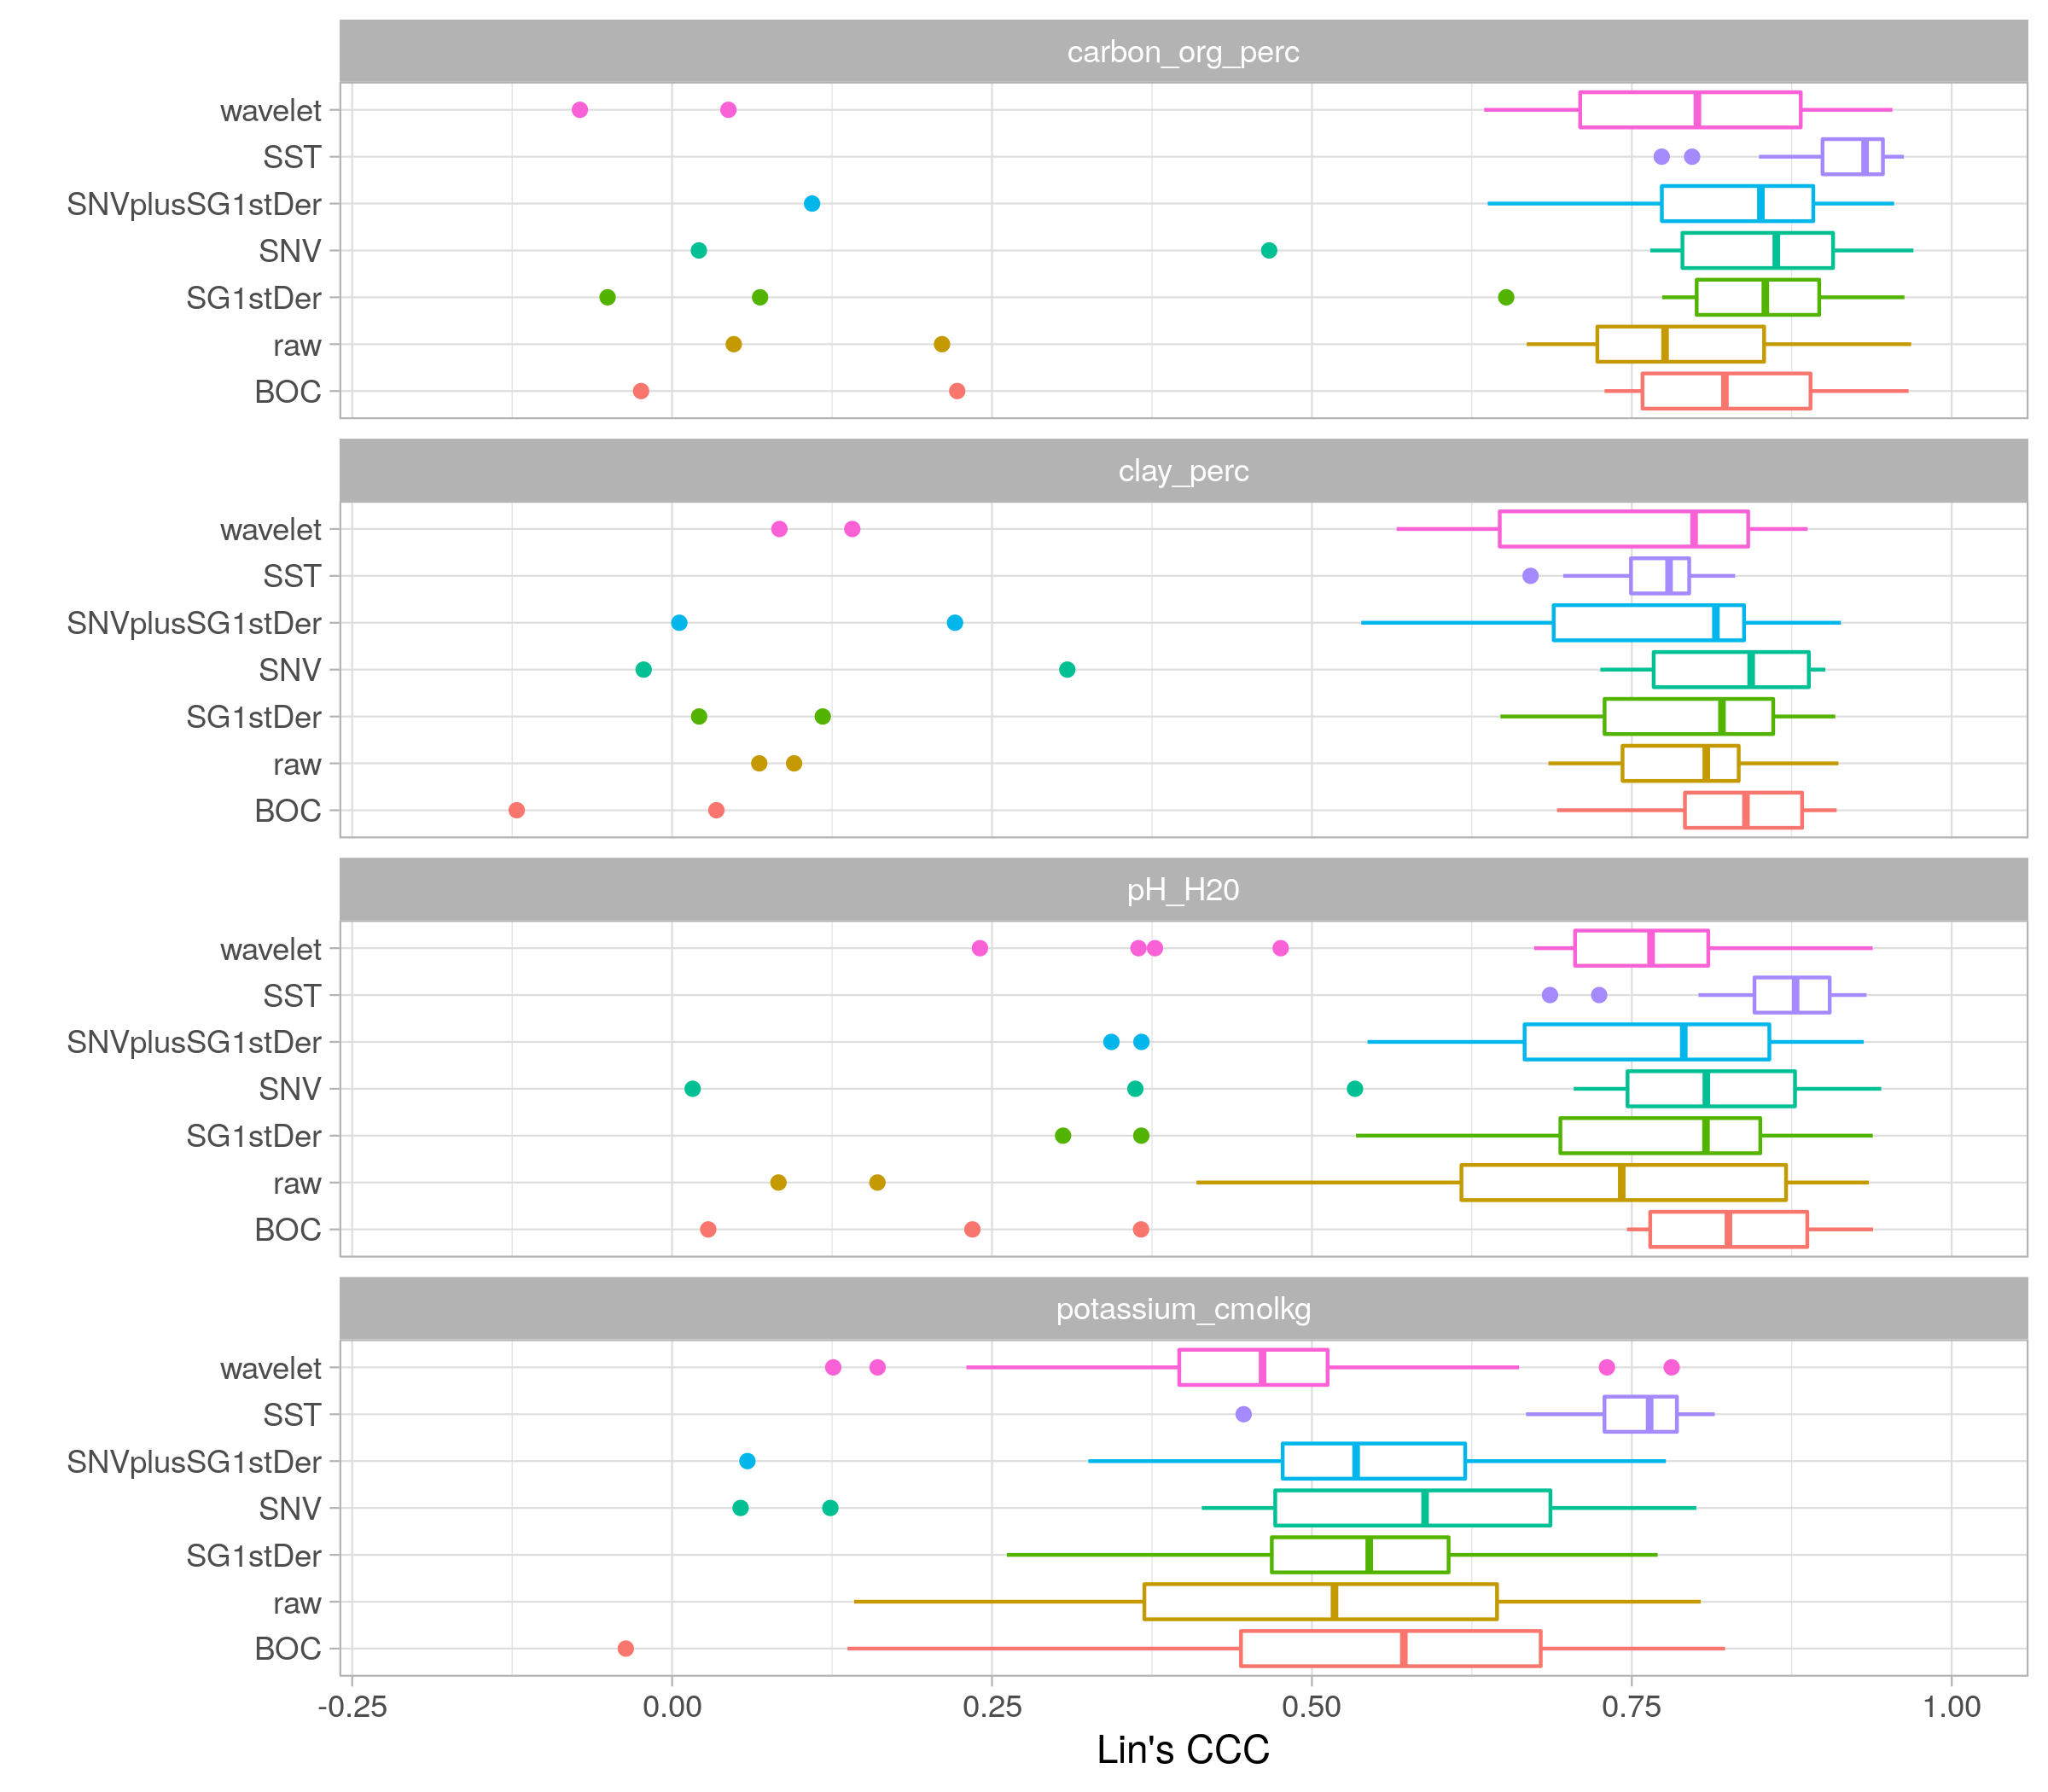 carbon_org_perc
wavelet
SST
SNVplusSG1stDer
SNV
SG1stDer
raw
BOC
clay_perc
wavelet
SST
SNVplusSG1stDer
SNV
SG1stDer
raw
BOC
pH_H20
wavelet
SST
SNVplusSG1stDer
SNV
SG1stDer
raw
BOC
potassium_cmolkg
wavelet
SST
SNVplusSG1stDer
SNV
SG1stDer
raw
BOC
-0.25 0.00 0.25 0.50 0.75 1.00
Lin's CCC